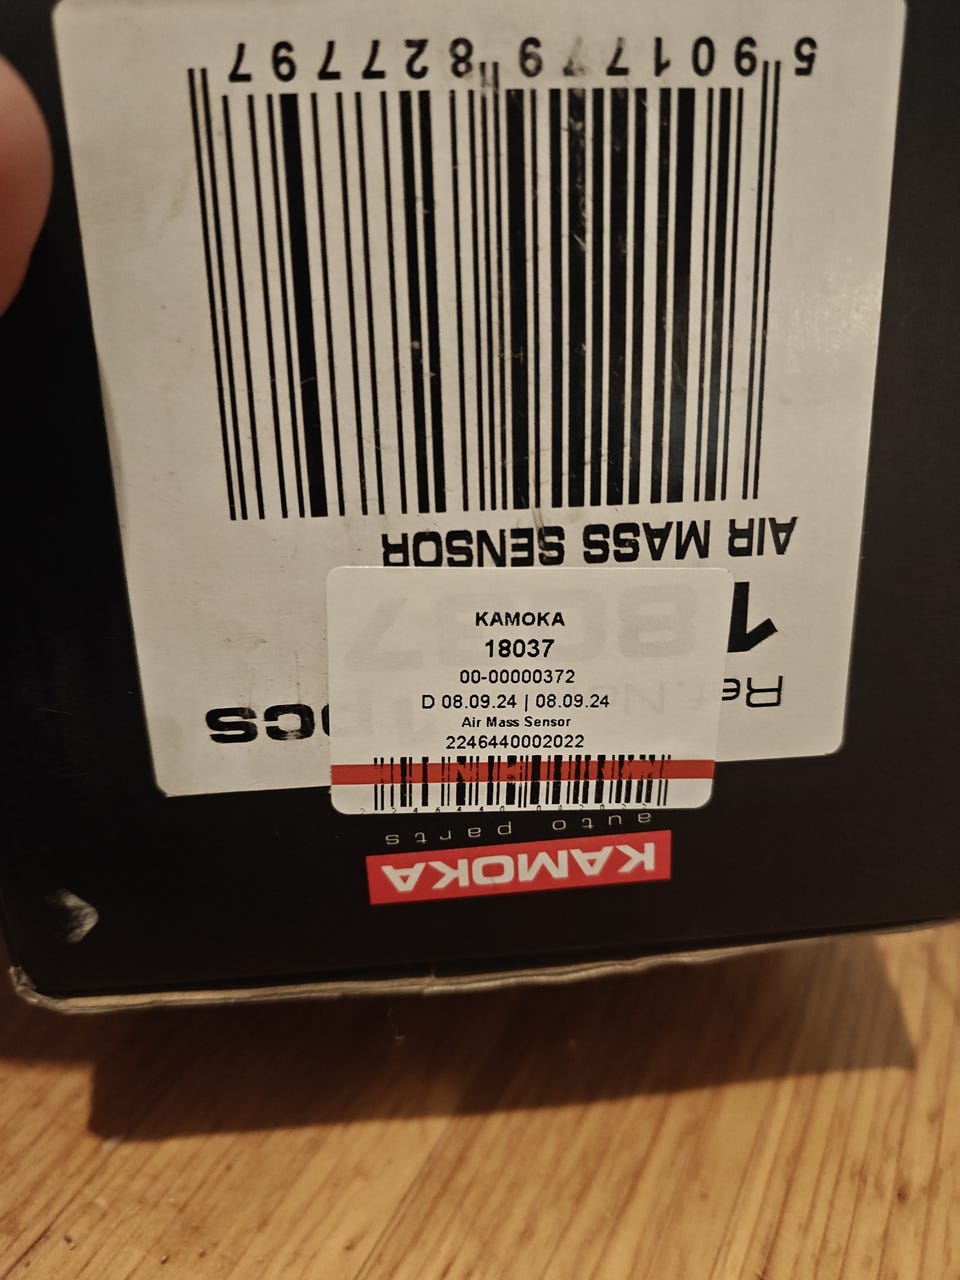 5 901779 827797
AIR MASS SENSOR
1
KAMOKA
18037
00-00000372
D 08.09.24 | 08.09.24
Air Mass Sensor
2246440002022
auto parts
KAMOKA